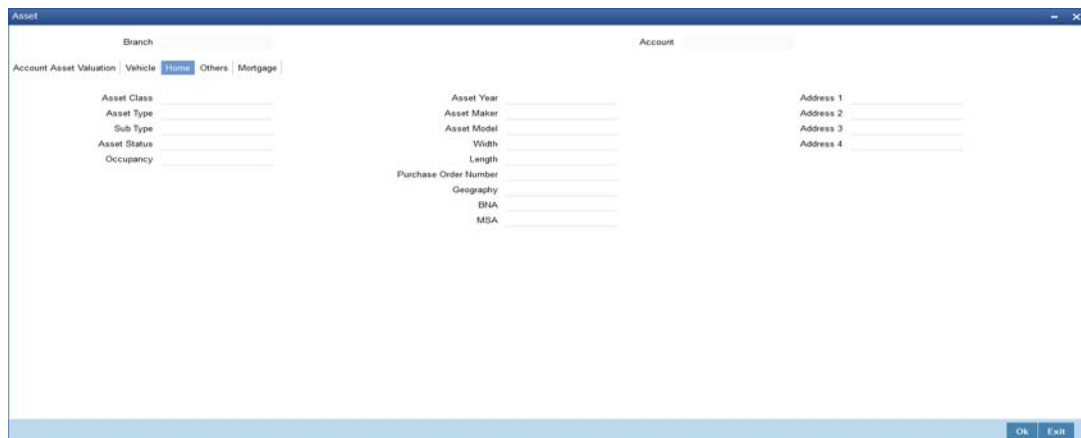 Asset
Branch Account
Account Asset Valuation Vehicle Home Others Mortgage
Asset Class Asset Year Address 1
Asset Type Asset Maker Address 2
Sub Type Asset Model Address 3
Asset Status Width Address 4
Occupancy Length
Purchase Order Number
Geography
BNA
MSA
Ok Exit